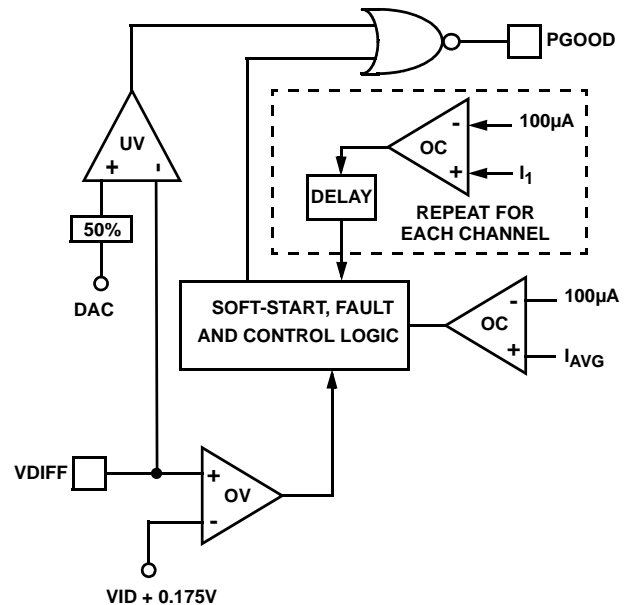 PGOOD
UV
+ -
50%
DAC
-
OC
+
100µA
I1
DELAY
REPEAT FOR
EACH CHANNEL
SOFT-START, FAULT
AND CONTROL LOGIC
-
OC
+
100µA
IAVG
VDIFF
+
OV
-
VID + 0.175V